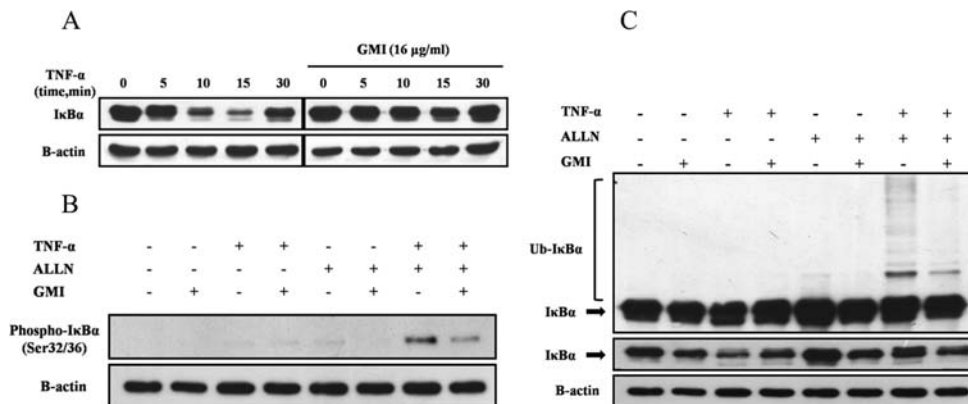 A
GMI (16 μg/ml)
TNF-α
(time,min)
0 5 10 15 30 0 5 10 15 30
IκBα
B-actin
B
TNF-α - - + + - - + +
ALLN - - - - + + + +
GMI - + - + - + - +
Phospho-IκBα
(Ser32/36)
B-actin
C
TNF-α - - + + - - + +
ALLN - - - - + + + +
GMI - + - + - + - +
Ub-IκBα
IκBα
IκBα
B-actin